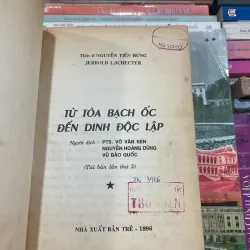 Tiến sĩ NGUYỄN TIẾN HƯNG
JERROLD L.SCHECTER
TỪ TÒA BẠCH ỐC
ĐẾN DINH ĐỘC LẬP
Người dịch : PTS. VÕ VĂN SEN
NGUYỄN HOÀNG DŨNG
VŨ BẢO QUỐC
(Tái bản lần thứ 2)
NHÀ XUẤT BẢN TRẺ - 1996